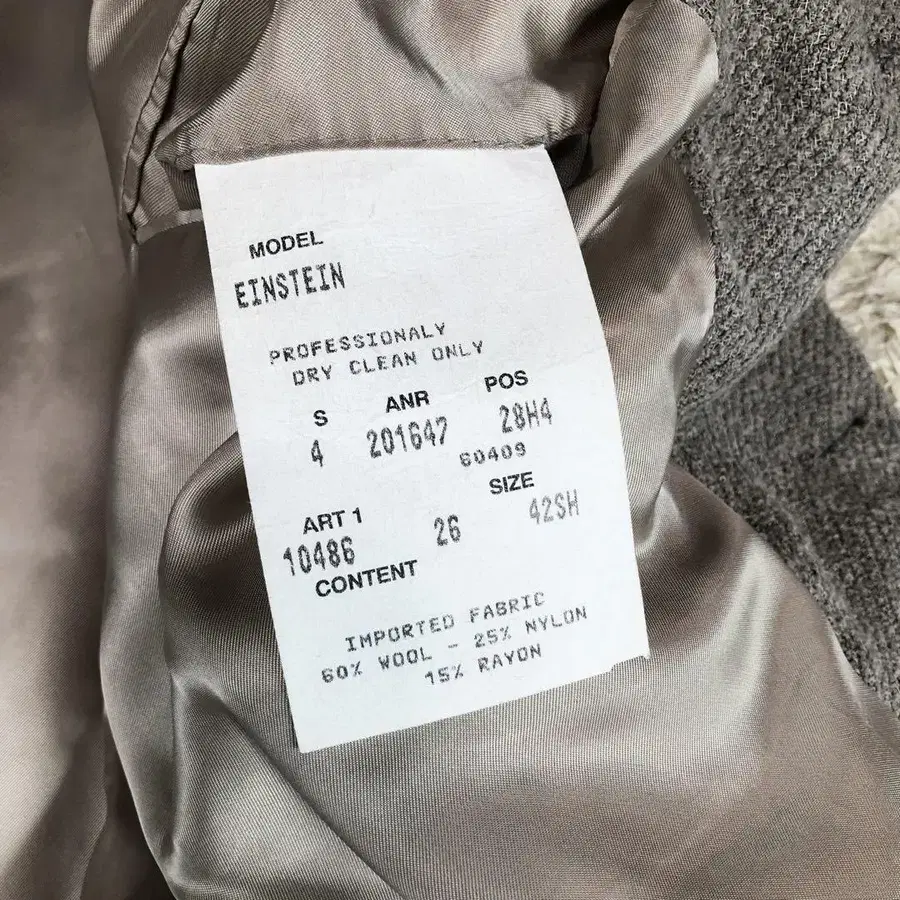 MODEL
EINSTEIN
PROFESSIONALY
DRY CLEAN ONLY
S ANR POS
4 201647 28H4
60409
SIZE
ART 1 26 42SH
10486
CONTENT
IMPORTED FABRIC
60% WOOL - 25% NYLON
15% RAYON